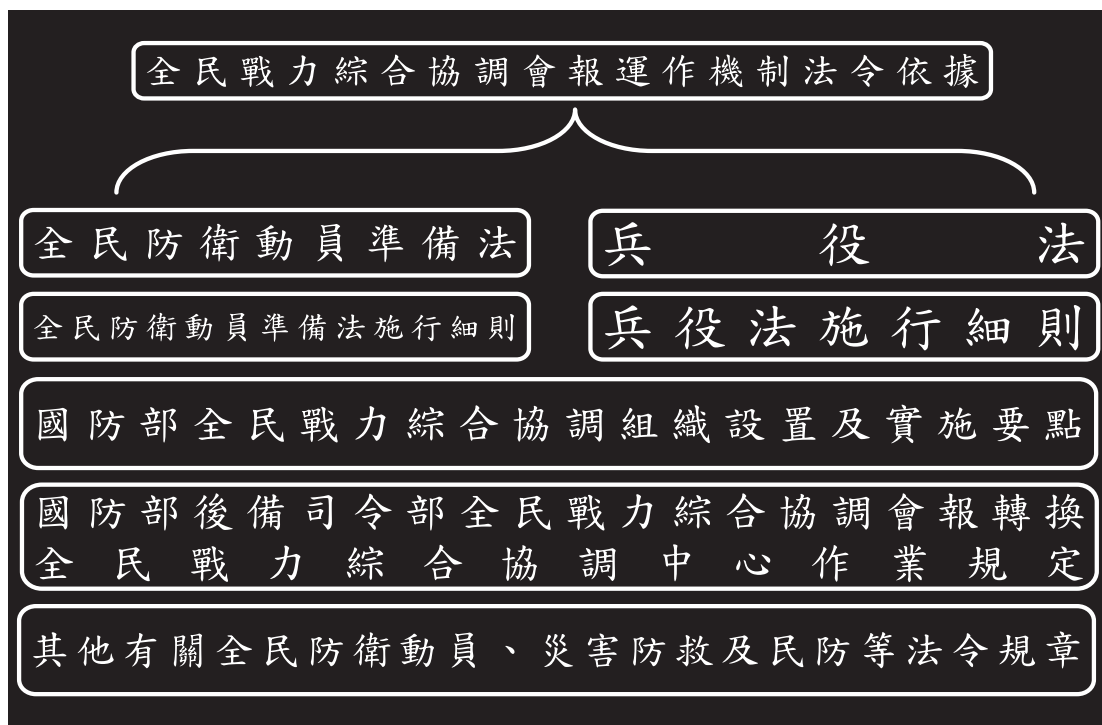 全民戰力綜合協調會報運作機制法令依據
全民防衛動員準備法
兵役法
全民防衛動員準備法施行細則
兵役法施行細則
國防部全民戰力綜合協調組織設置及實施要點
國防部後備司令部全民戰力綜合協調會報轉換
全民戰力綜合協調中心作業規定
其他有關全民防衛動員、災害防救及民防等法令規章